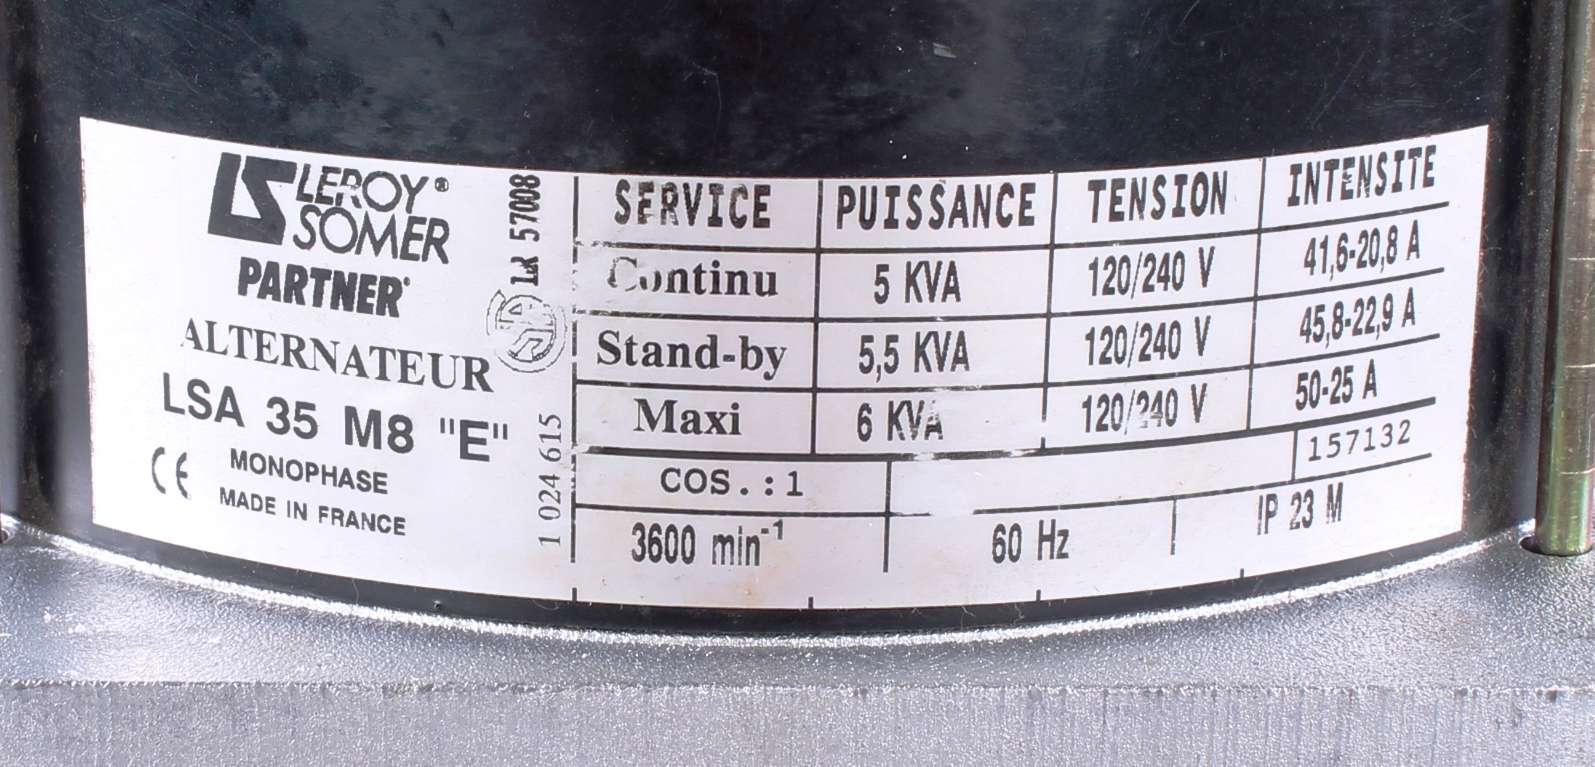 LEROY®
SOMER
PARTNER®
ALTERNATEUR
LSA 35 M8 "E"
MONOPHASE
CE
MADE IN FRANCE
LR 57008
1 024 615
SERVICE PUISSANCE TENSION INTENSITE
Continu 5 KVA 120/240 V 41,6-20,8 A
Stand-by 5,5 KVA 120/240 V 45,8-22,9 A
Maxi 6 KVA 120/240 V 50-25 A
COS.:1 157132
3600 min⁻¹ 60 Hz IP 23 M